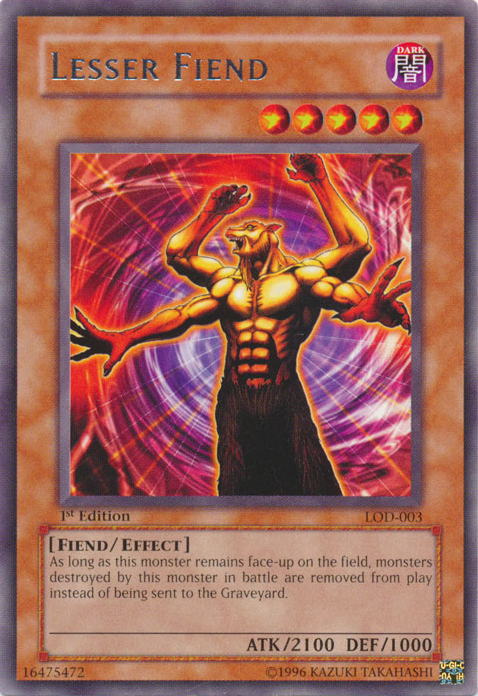 LESSER FIEND
DARK
闇
1st Edition
LOD-003
[FIEND/EFFECT]
As long as this monster remains face-up on the field, monsters
destroyed by this monster in battle are removed from play
instead of being sent to the Graveyard.
ATK/2100 DEF/1000
16475472
©1996 KAZUKI TAKAHASHI